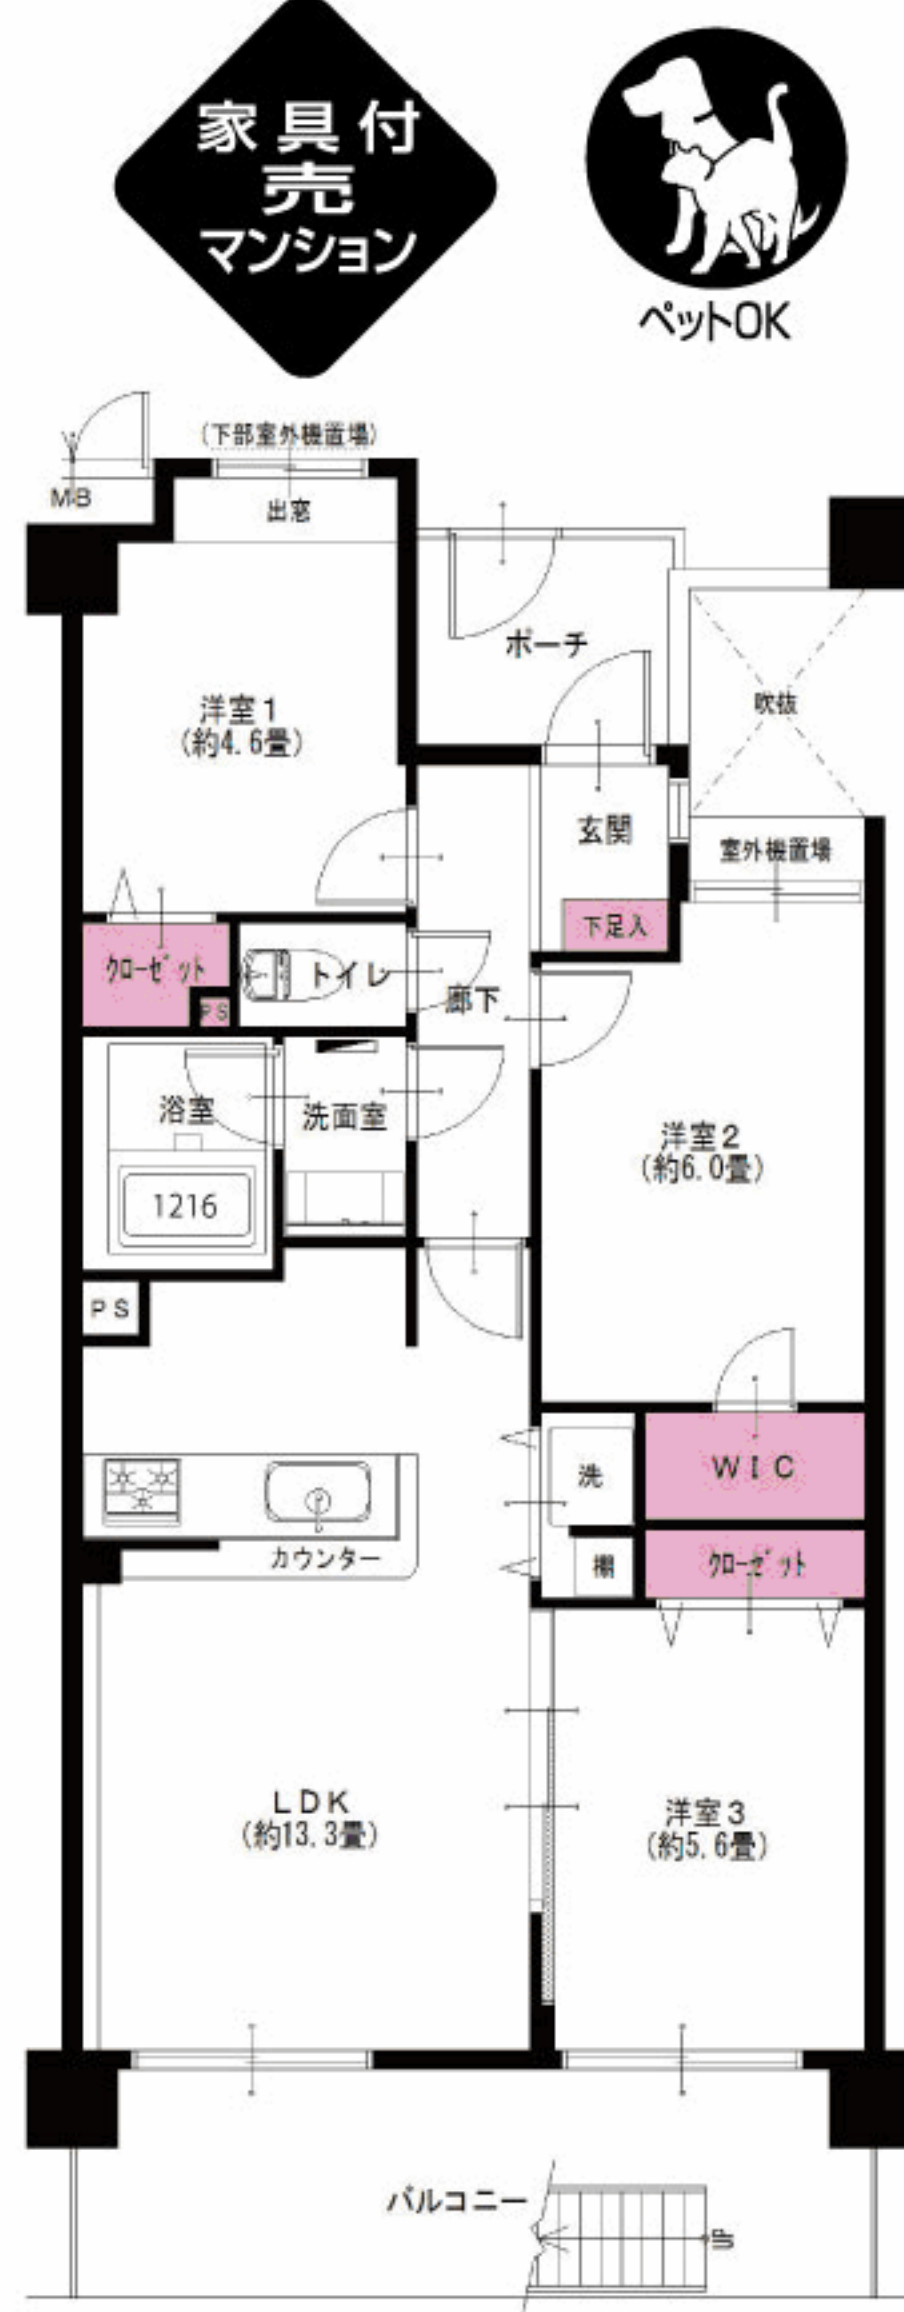 家具付
売
マンション
ペットOK
(下部室外機置場)
MB
出窓
ポーチ
洋室1
(約4.6畳)
吹抜
玄関
室外機置場
下足入
クローゼット
PS
トイレ
廊下
浴室
洗面室
1216
洋室2
(約6.0畳)
PS
洗
WIC
カウンター
棚
クローゼット
LDK
(約13.3畳)
洋室3
(約5.6畳)
バルコニー
UP